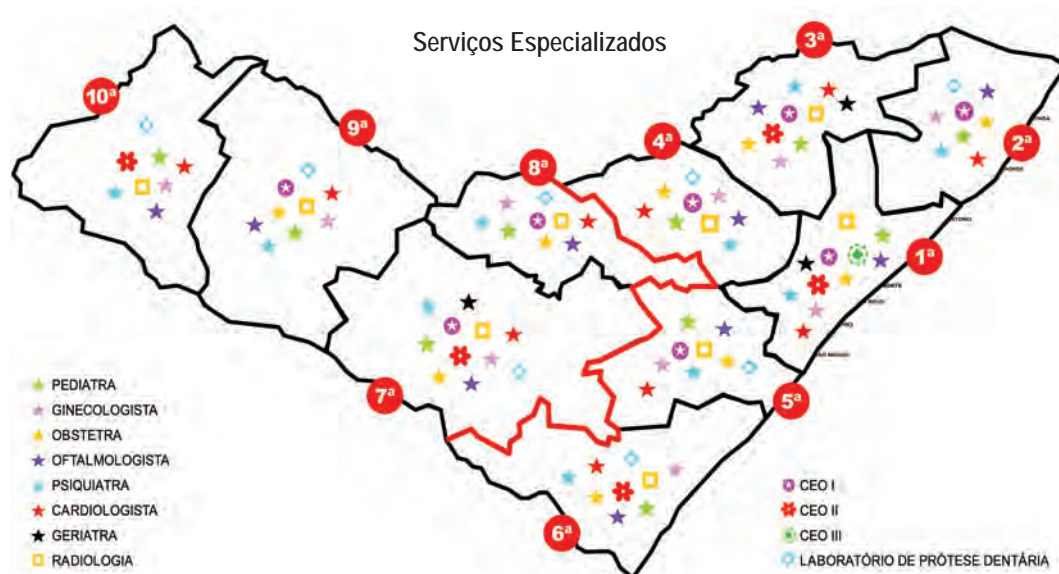 Serviços Especializados
3ª
10ª
9ª
4ª
2ª
8ª
1ª
7ª
5ª
6ª
PEDIATRA
GINECOLOGISTA
OBSTETRA
OFTALMOLOGISTA
PSIQUIATRA
CARDIOLOGISTA
GERIATRA
RADIOLOGIA
CEO I
CEO II
CEO III
LABORATÓRIO DE PRÓTESE DENTÁRIA